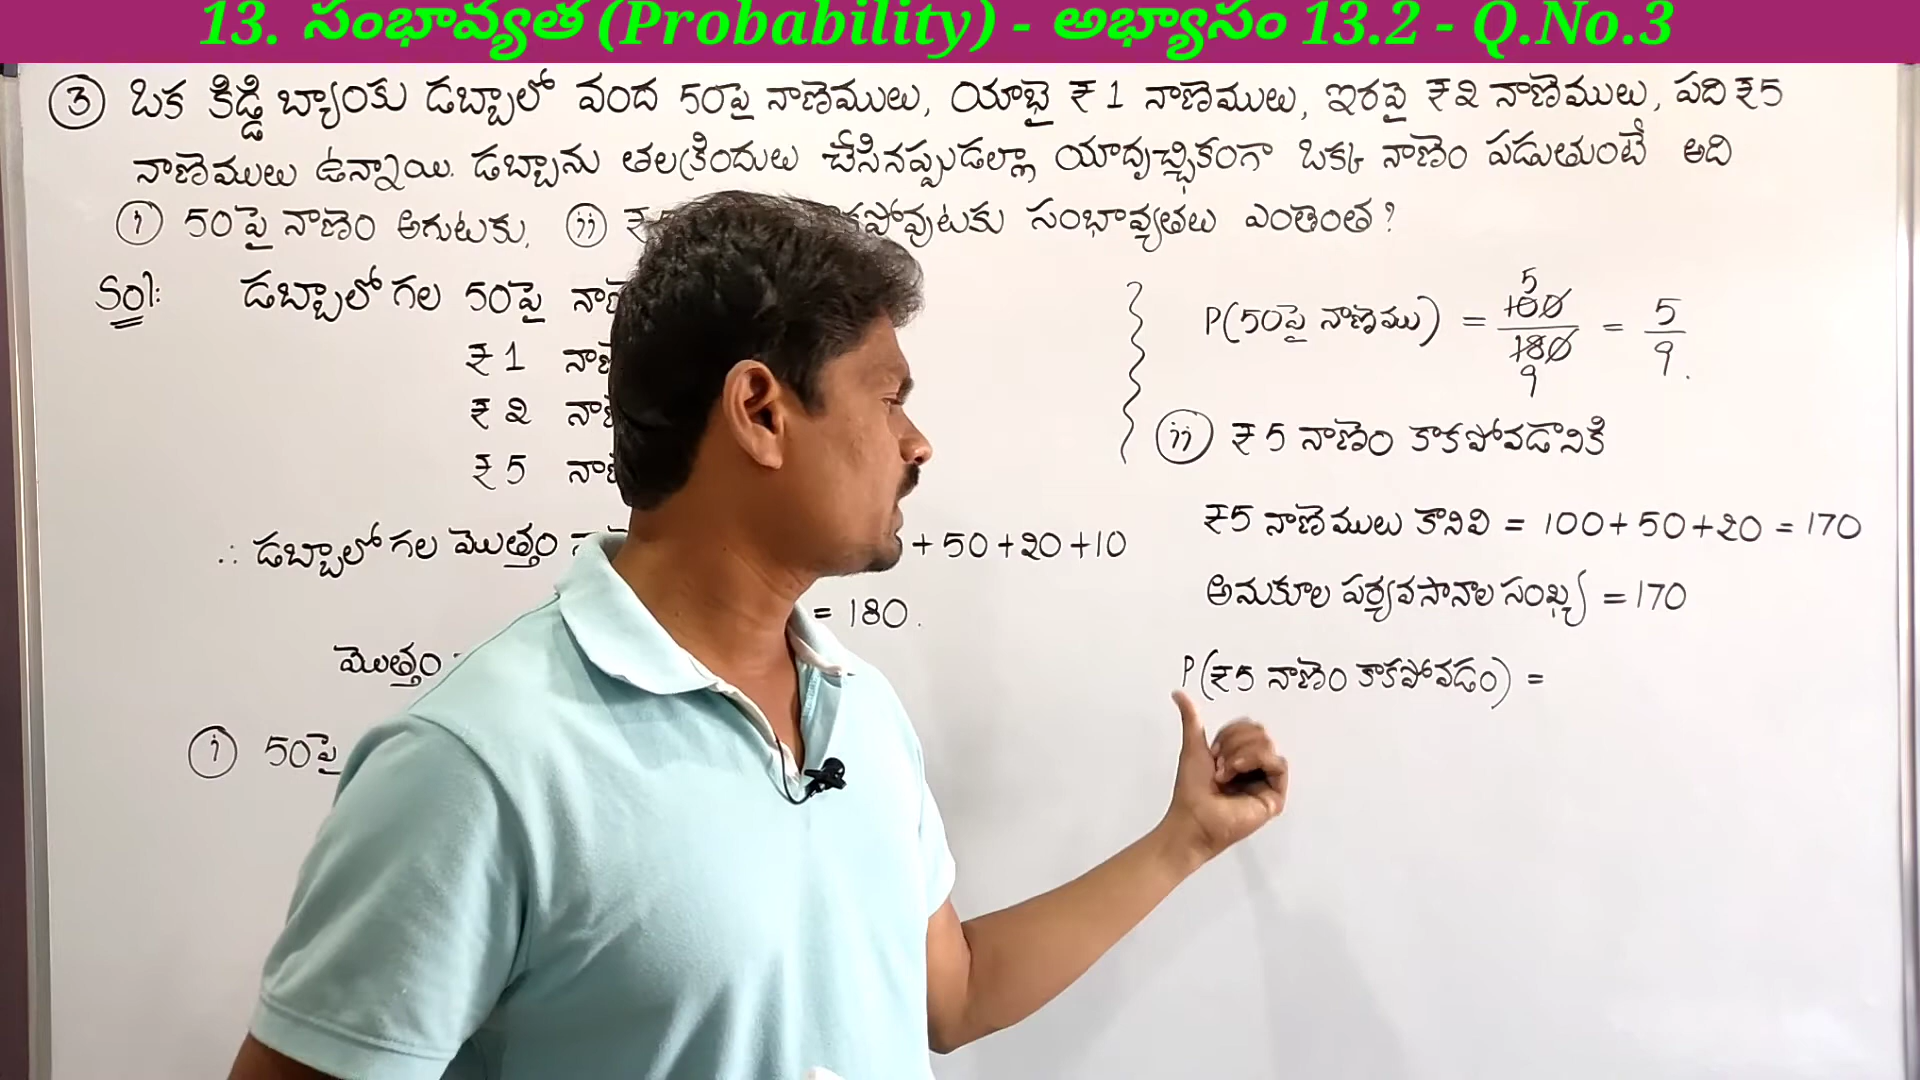 13. సంభావ్యత (Probability) - అభ్యాసం 13.2 - Q.No.3
③ ఒక కిడ్డి బ్యాంకు డబ్బాలో వంద 50పై నాణెములు, యాభై ₹1 నాణెములు, ఇరవై ₹2 నాణెములు, పది ₹5
నాణెములు ఉన్నాయి. డబ్బాను తలక్రిందులు చేసినప్పుడల్లా యాదృచ్ఛికంగా ఒక్క నాణెం పడుతుంటే అది
(i) 50పై నాణెం అగుటకు, (ii) సంభావ్యతలు ఎంతెంత?
Sol: డబ్బాలో గల 50పై
₹1
₹2
₹5
∴ డబ్బాలో గల మొత్తం + 50 + 20 + 10
= 180.
మొత్తం
(i) 50పై
P(50పై నాణెము) = 100/180 = 5/9.
5
9
(ii) ₹5 నాణెం కాకపోవడానికి
₹5 నాణెములు కానివి = 100 + 50 + 20 = 170
అనుకూల పర్యవసానాల సంఖ్య = 170
P(₹5 నాణెం కాకపోవడం) =